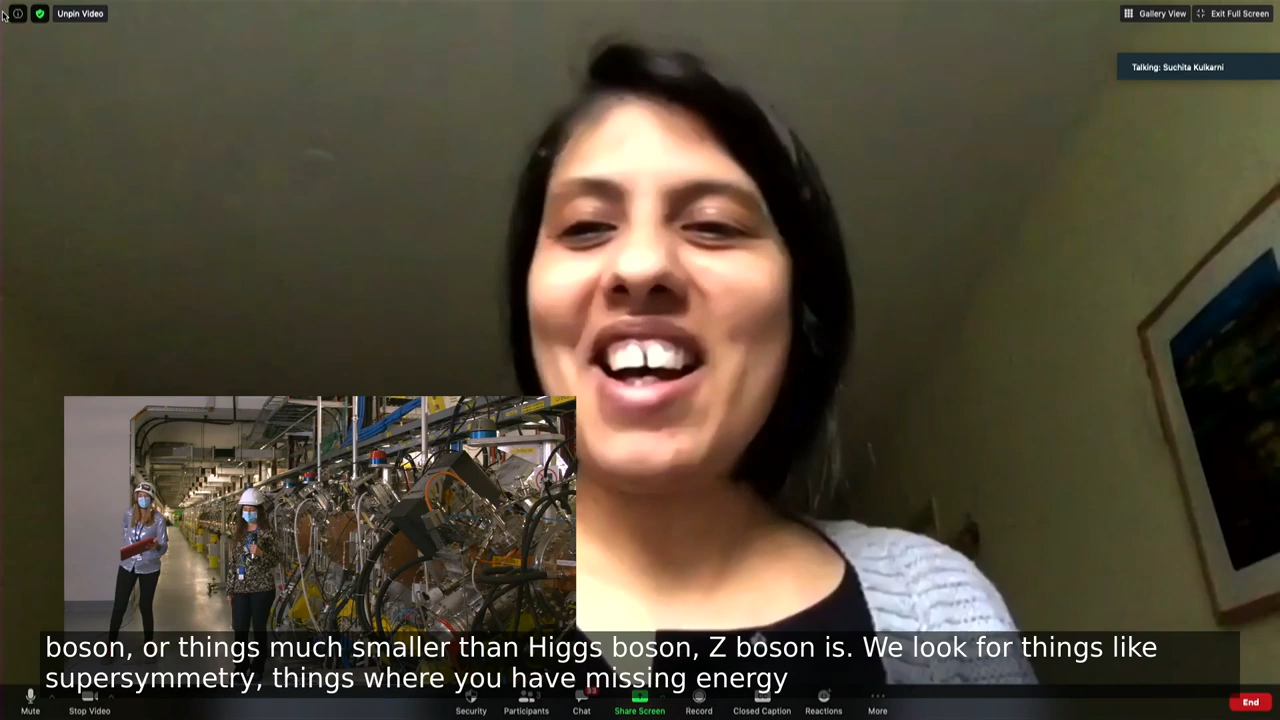 Unpin Video
Gallery View
Exit Full Screen
Talking: Suchita Kulkarni
boson, or things much smaller than Higgs boson, Z boson is. We look for things like
supersymmetry, things where you have missing energy
Mute
Stop Video
Security
Participants
Chat
Share Screen
Record
Closed Caption
Reactions
More
End